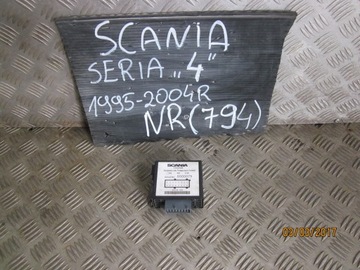 SCANIA
SERIA „4"
1995-2004R
NR(794)
SCANIA
03/03/2017